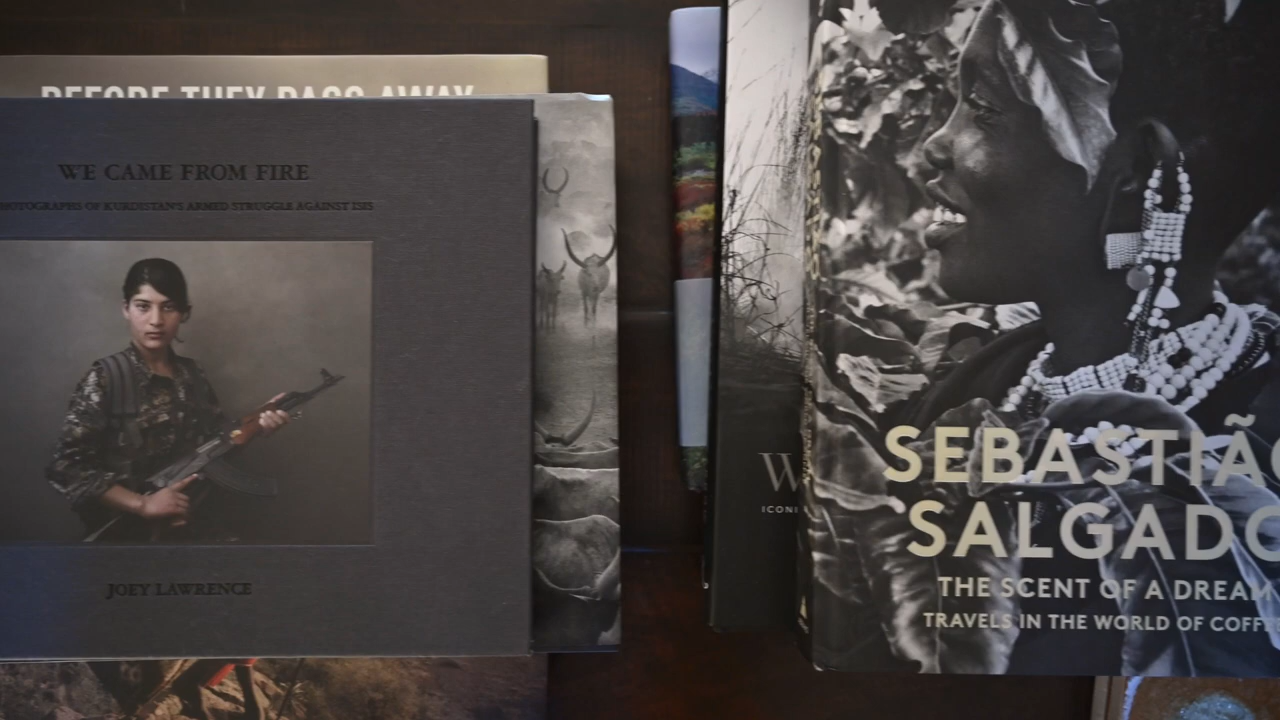 BEFORE THEY PASS AWAY
WE CAME FROM FIRE
PHOTOGRAPHS OF KURDISTAN'S ARMED STRUGGLE AGAINST ISIS
JOEY LAWRENCE
W
ICONI
SEBASTIÃO
SALGADO
THE SCENT OF A DREAM
TRAVELS IN THE WORLD OF COFFE